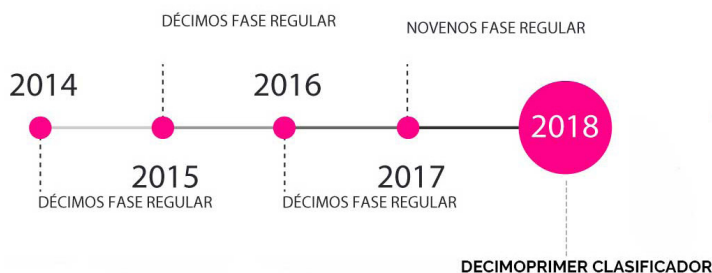 DÉCIMOS FASE REGULAR
NOVENOS FASE REGULAR
2014
2016
2018
2015
2017
DÉCIMOS FASE REGULAR
DÉCIMOS FASE REGULAR
DECIMOPRIMER CLASIFICADOR